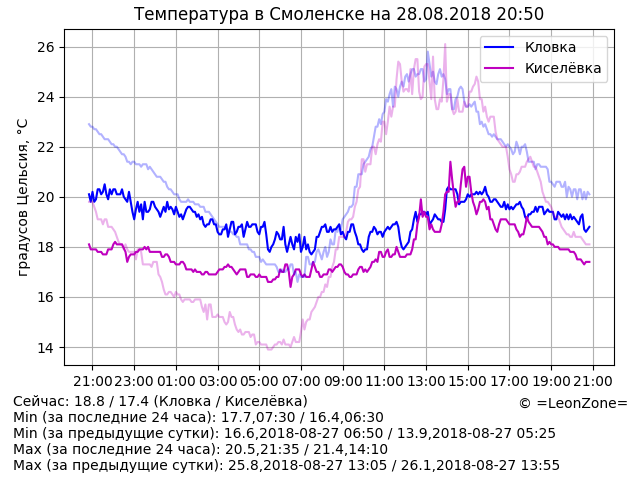 Температура в Смоленске на 28.08.2018 20:50
градусов Цельсия, °C
26
24
22
20
18
16
14
Кловка
Киселёвка
21:00 23:00 01:00 03:00 05:00 07:00 09:00 11:00 13:00 15:00 17:00 19:00 21:00
Сейчас: 18.8 / 17.4 (Кловка / Киселёвка)
© =LeonZone=
Min (за последние 24 часа): 17.7,07:30 / 16.4,06:30
Min (за предыдущие сутки): 16.6,2018-08-27 06:50 / 13.9,2018-08-27 05:25
Max (за последние 24 часа): 20.5,21:35 / 21.4,14:10
Max (за предыдущие сутки): 25.8,2018-08-27 13:05 / 26.1,2018-08-27 13:55